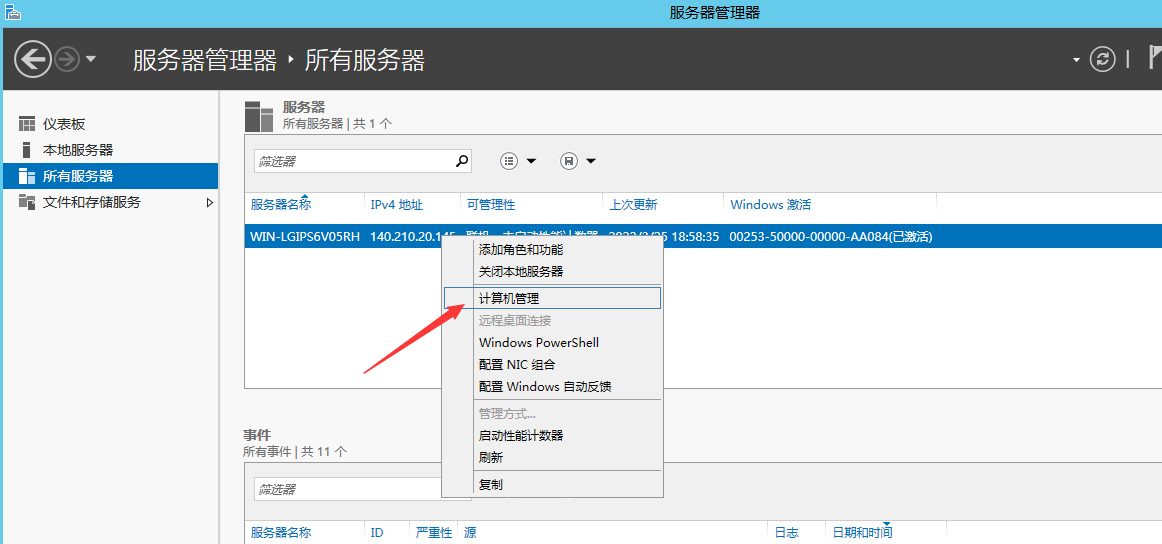 服务器管理器
服务器管理器 · 所有服务器
仪表板
本地服务器
所有服务器
文件和存储服务
服务器
所有服务器 | 共 1 个
筛选器
服务器名称 IPv4 地址 可管理性 上次更新 Windows 激活
WIN-LGIPS6V05RH 140.210.20.145 18:58:35 00253-50000-00000-AA084(已激活)
添加角色和功能
关闭本地服务器
计算机管理
远程桌面连接
Windows PowerShell
配置 NIC 组合
配置 Windows 自动反馈
管理方式...
启动性能计数器
刷新
复制
事件
所有事件 | 共 11 个
筛选器
服务器名称 ID 严重性 源 日志 日期和时间